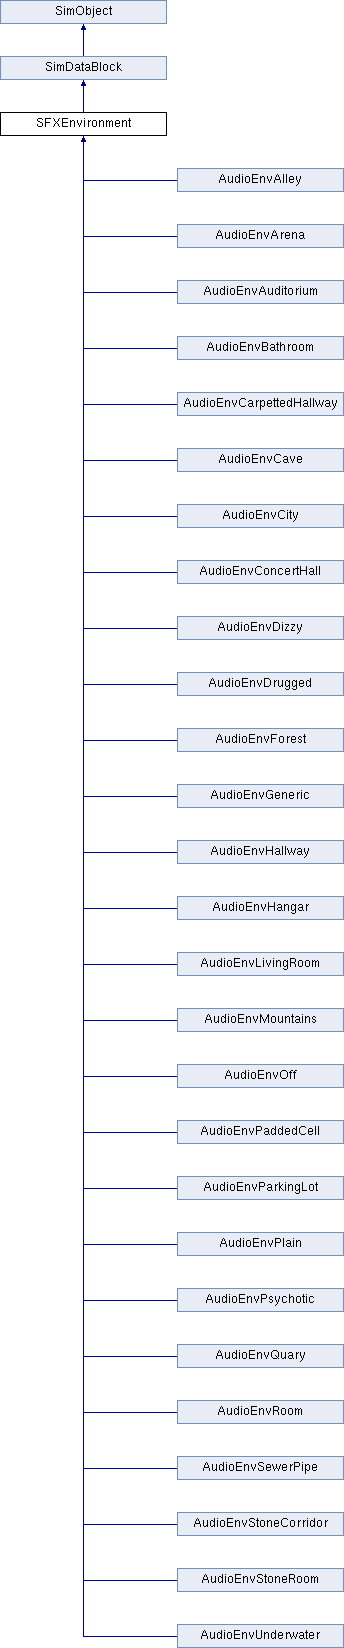 SimObject
SimDataBlock
SFXEnvironment
AudioEnvAlley
AudioEnvArena
AudioEnvAuditorium
AudioEnvBathroom
AudioEnvCarpettedHallway
AudioEnvCave
AudioEnvCity
AudioEnvConcertHall
AudioEnvDizzy
AudioEnvDrugged
AudioEnvForest
AudioEnvGeneric
AudioEnvHallway
AudioEnvHangar
AudioEnvLivingRoom
AudioEnvMountains
AudioEnvOff
AudioEnvPaddedCell
AudioEnvParkingLot
AudioEnvPlain
AudioEnvPsychotic
AudioEnvQuary
AudioEnvRoom
AudioEnvSewerPipe
AudioEnvStoneCorridor
AudioEnvStoneRoom
AudioEnvUnderwater